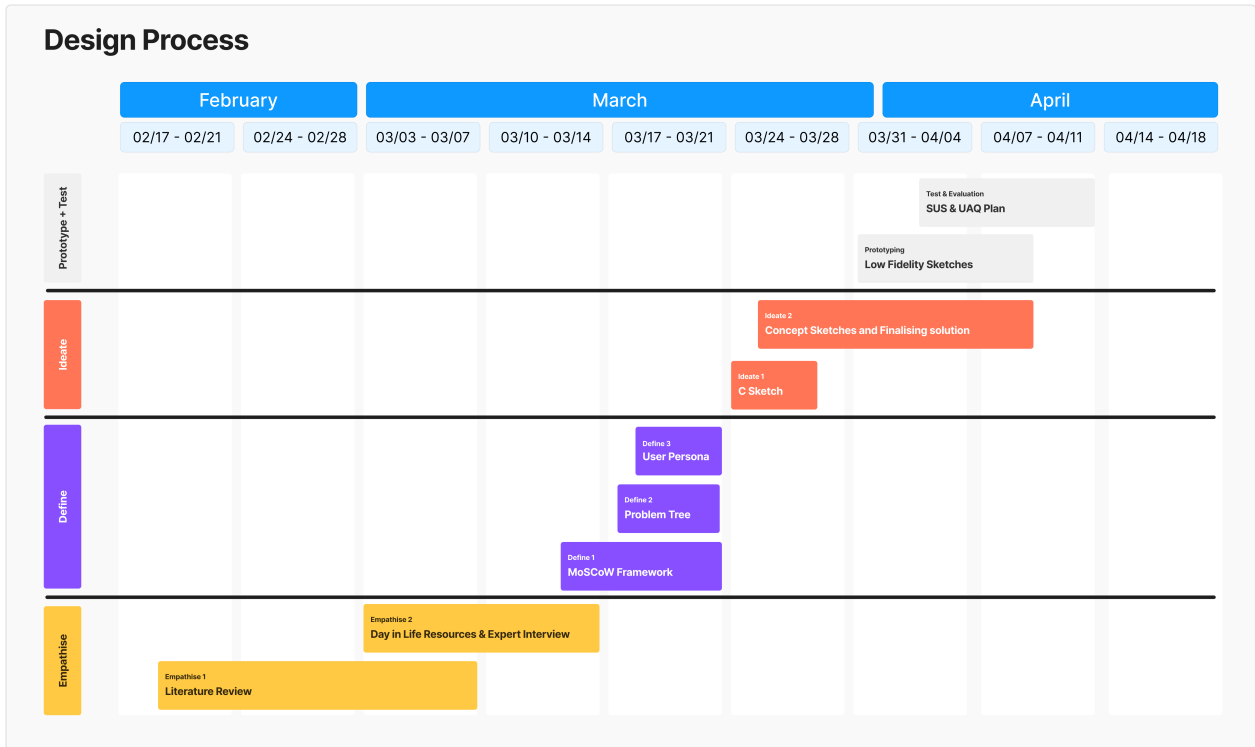 Design Process
February
March
April
02/17 - 02/21
02/24 - 02/28
03/03 - 03/07
03/10 - 03/14
03/17 - 03/21
03/24 - 03/28
03/31 - 04/04
04/07 - 04/11
04/14 - 04/18
Prototype + Test
Test & Evaluation
SUS & UAQ Plan
Prototyping
Low Fidelity Sketches
Ideate
Ideate 2
Concept Sketches and Finalising solution
Ideate 1
C Sketch
Define
Define 3
User Persona
Define 2
Problem Tree
Define 1
MoSCoW Framework
Empathise
Empathise 2
Day in Life Resources & Expert Interview
Empathise 1
Literature Review